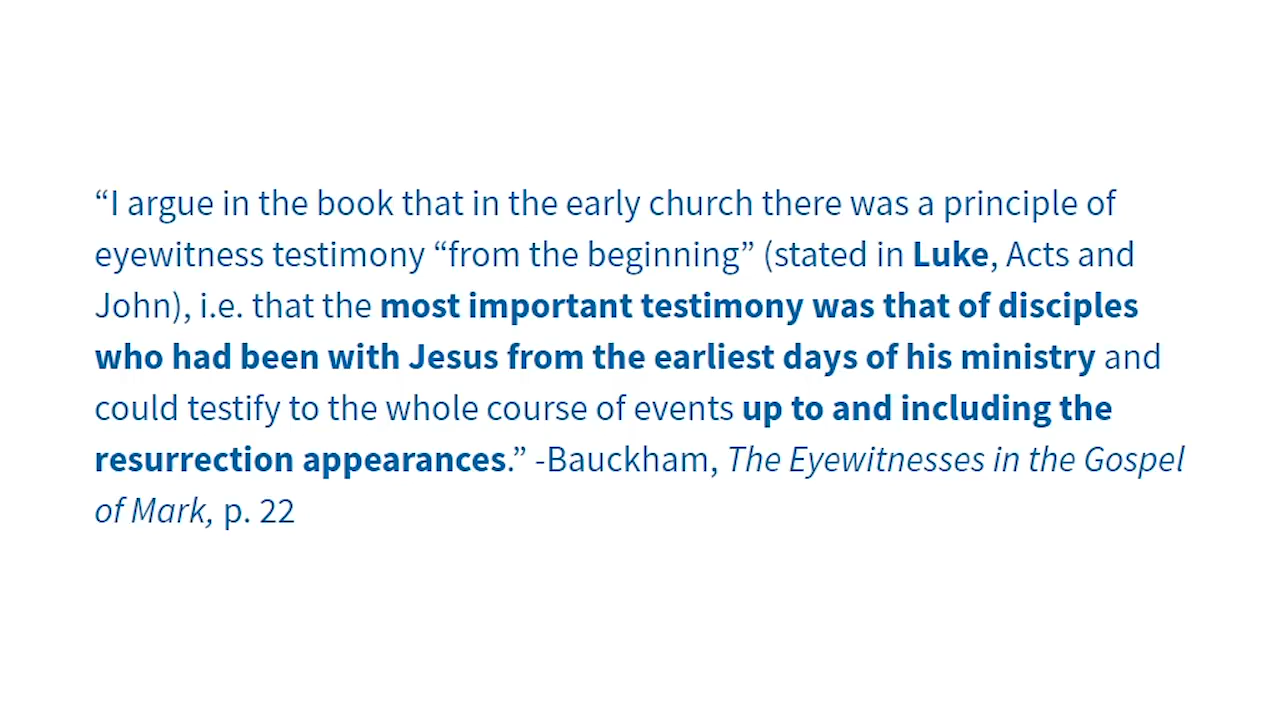 “I argue in the book that in the early church there was a principle of
eyewitness testimony “from the beginning” (stated in Luke, Acts and
John), i.e. that the most important testimony was that of disciples
who had been with Jesus from the earliest days of his ministry and
could testify to the whole course of events up to and including the
resurrection appearances.” -Bauckham, The Eyewitnesses in the Gospel
of Mark, p. 22